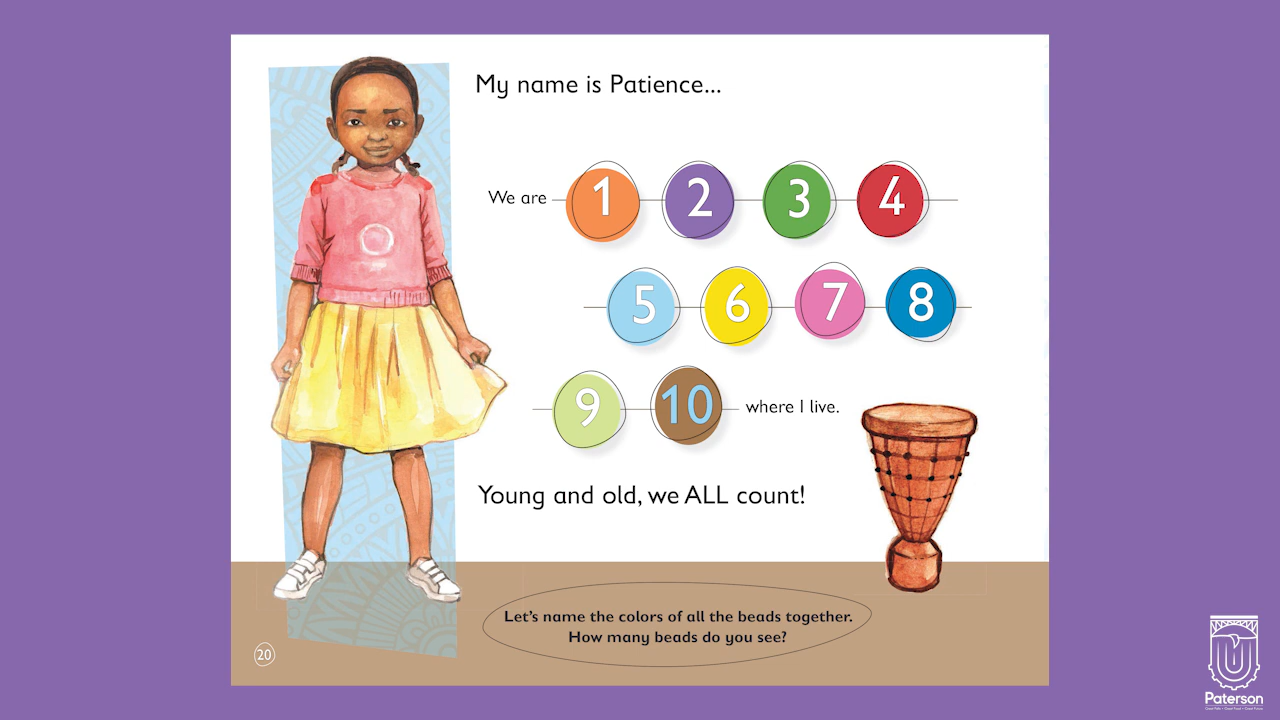 My name is Patience...
We are 1 2 3 4
5 6 7 8
9 10 where I live.
Young and old, we ALL count!
Let's name the colors of all the beads together.
How many beads do you see?
20
Paterson